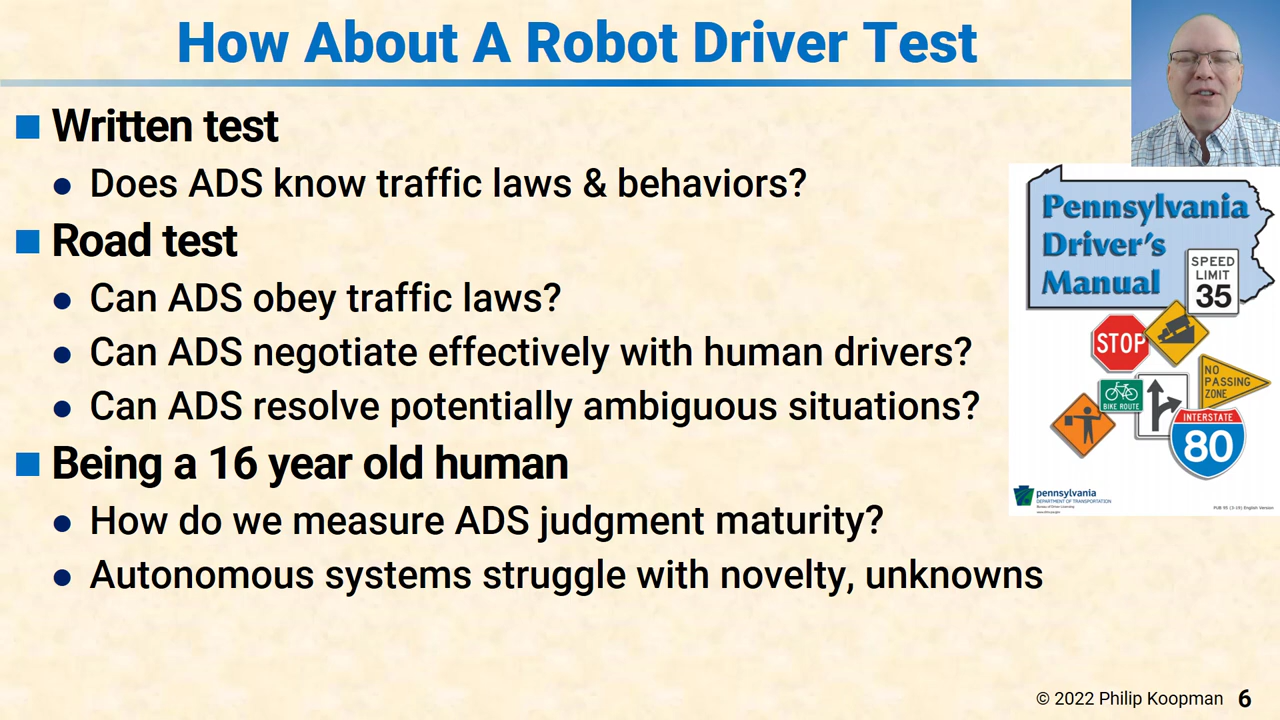 How About A Robot Driver Test
Written test
Does ADS know traffic laws & behaviors?
Road test
Can ADS obey traffic laws?
Can ADS negotiate effectively with human drivers?
Can ADS resolve potentially ambiguous situations?
Being a 16 year old human
How do we measure ADS judgment maturity?
Autonomous systems struggle with novelty, unknowns
Pennsylvania
Driver's
Manual
SPEED
LIMIT
35
STOP
NO
PASSING
ZONE
BIKE ROUTE
INTERSTATE
80
pennsylvania
DEPARTMENT OF TRANSPORTATION
© 2022 Philip Koopman 6